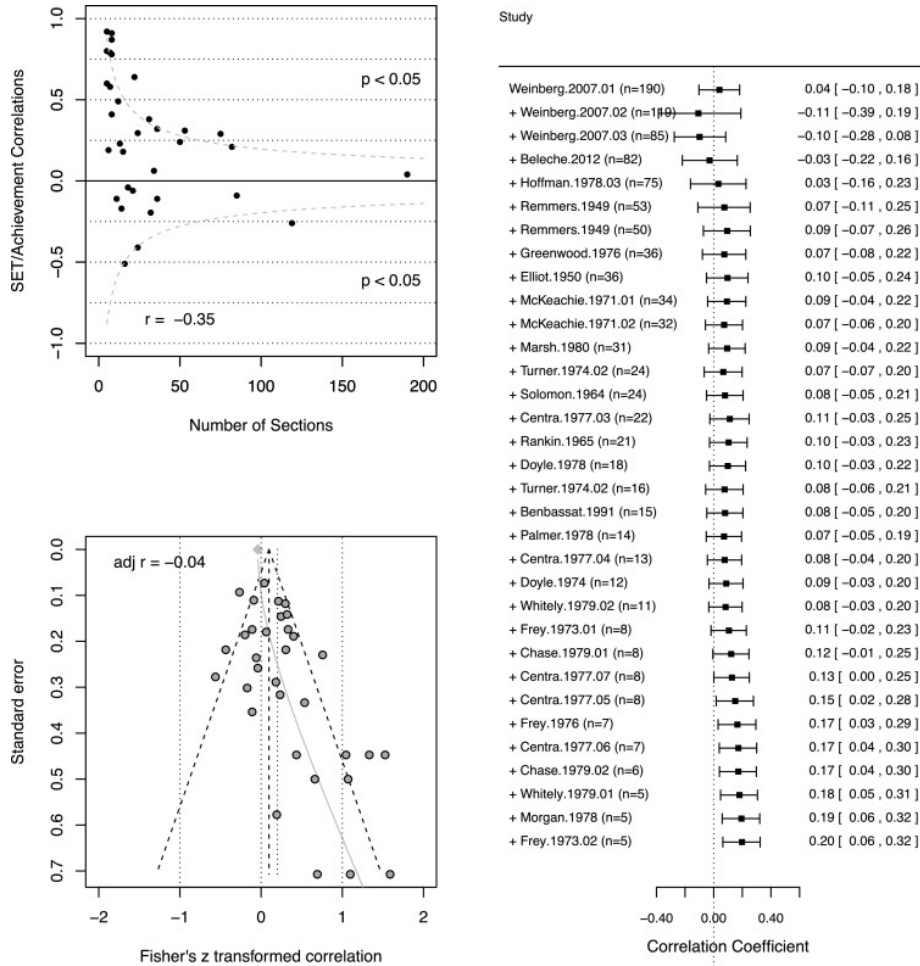 1.0
0.5
0.0
−0.5
−1.0
SET/Achievement Correlations
p < 0.05
p < 0.05
r = −0.35
0 50 100 150 200
Number of Sections
adj r = −0.04
0.0
0.1
0.2
0.3
0.4
0.5
0.6
0.7
Standard error
−2 −1 0 1 2
Fisher's z transformed correlation
Study
Weinberg.2007.01 (n=190) 0.04 [ −0.10 , 0.18 ]
+ Weinberg.2007.02 (n=119) −0.11 [ −0.39 , 0.19 ]
+ Weinberg.2007.03 (n=85) −0.10 [ −0.28 , 0.08 ]
+ Beleche.2012 (n=82) −0.03 [ −0.22 , 0.16 ]
+ Hoffman.1978.03 (n=75) 0.03 [ −0.16 , 0.23 ]
+ Remmers.1949 (n=53) 0.07 [ −0.11 , 0.25 ]
+ Remmers.1949 (n=50) 0.09 [ −0.07 , 0.26 ]
+ Greenwood.1976 (n=36) 0.07 [ −0.08 , 0.22 ]
+ Elliot.1950 (n=36) 0.10 [ −0.05 , 0.24 ]
+ McKeachie.1971.01 (n=34) 0.09 [ −0.04 , 0.22 ]
+ McKeachie.1971.02 (n=32) 0.07 [ −0.06 , 0.20 ]
+ Marsh.1980 (n=31) 0.09 [ −0.04 , 0.22 ]
+ Turner.1974.02 (n=24) 0.07 [ −0.07 , 0.20 ]
+ Solomon.1964 (n=24) 0.08 [ −0.05 , 0.21 ]
+ Centra.1977.03 (n=22) 0.11 [ −0.03 , 0.25 ]
+ Rankin.1965 (n=21) 0.10 [ −0.03 , 0.23 ]
+ Doyle.1978 (n=18) 0.10 [ −0.03 , 0.22 ]
+ Turner.1974.02 (n=16) 0.08 [ −0.06 , 0.21 ]
+ Benbassat.1991 (n=15) 0.08 [ −0.05 , 0.20 ]
+ Palmer.1978 (n=14) 0.07 [ −0.05 , 0.19 ]
+ Centra.1977.04 (n=13) 0.08 [ −0.04 , 0.20 ]
+ Doyle.1974 (n=12) 0.09 [ −0.03 , 0.20 ]
+ Whitely.1979.02 (n=11) 0.08 [ −0.03 , 0.20 ]
+ Frey.1973.01 (n=8) 0.11 [ −0.02 , 0.23 ]
+ Chase.1979.01 (n=8) 0.12 [ −0.01 , 0.25 ]
+ Centra.1977.07 (n=8) 0.13 [ 0.00 , 0.25 ]
+ Centra.1977.05 (n=8) 0.15 [ 0.02 , 0.28 ]
+ Frey.1976 (n=7) 0.17 [ 0.03 , 0.29 ]
+ Centra.1977.06 (n=7) 0.17 [ 0.04 , 0.30 ]
+ Chase.1979.02 (n=6) 0.17 [ 0.04 , 0.30 ]
+ Whitely.1979.01 (n=5) 0.18 [ 0.05 , 0.31 ]
+ Morgan.1978 (n=5) 0.19 [ 0.06 , 0.32 ]
+ Frey.1973.02 (n=5) 0.20 [ 0.06 , 0.32 ]
−0.40 0.00 0.40
Correlation Coefficient